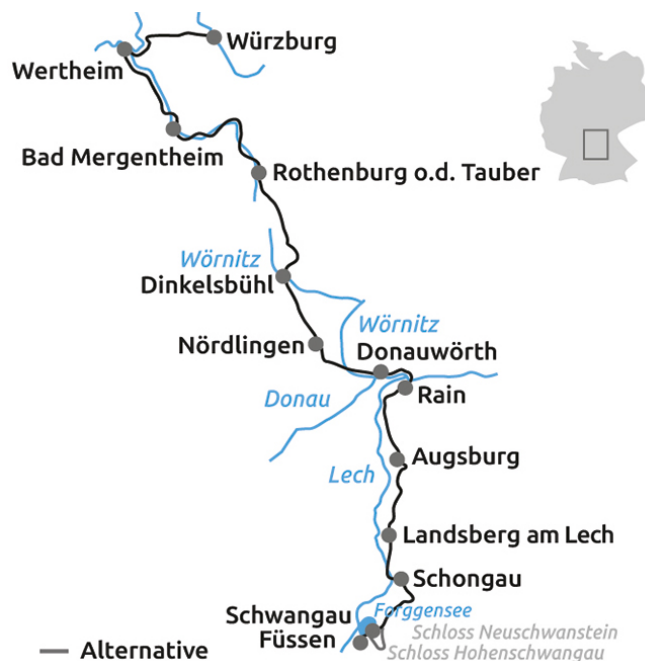 Würzburg
Wertheim
Bad Mergentheim
Rothenburg o.d. Tauber
Wörnitz
Dinkelsbühl
Wörnitz
Nördlingen
Donauwörth
Donau
Rain
Augsburg
Lech
Landsberg am Lech
Schongau
Schwangau
Forggensee
Füssen
Schloss Neuschwanstein
Schloss Hohenschwangau
Alternative